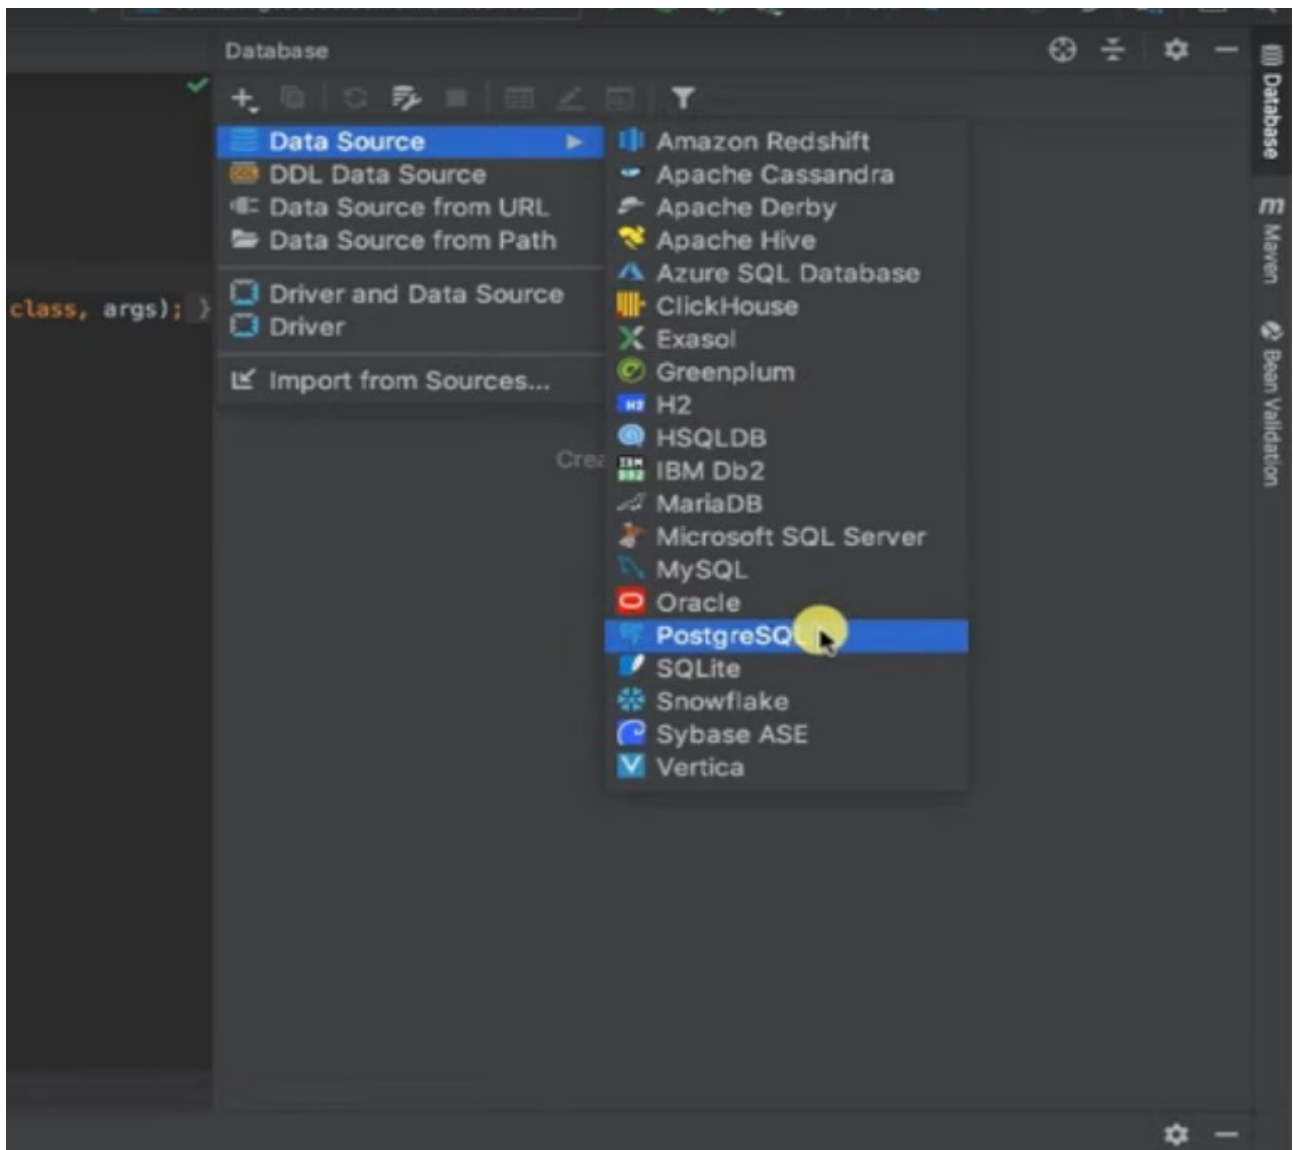 Database
Data Source
DDL Data Source
Data Source from URL
Data Source from Path
Driver and Data Source
Driver
Import from Sources...
Amazon Redshift
Apache Cassandra
Apache Derby
Apache Hive
Azure SQL Database
ClickHouse
Exasol
Greenplum
H2
HSQLDB
IBM Db2
MariaDB
Microsoft SQL Server
MySQL
Oracle
PostgreSQL
SQLite
Snowflake
Sybase ASE
Vertica
class, args); }
Crea
Database
Maven
Bean Validation